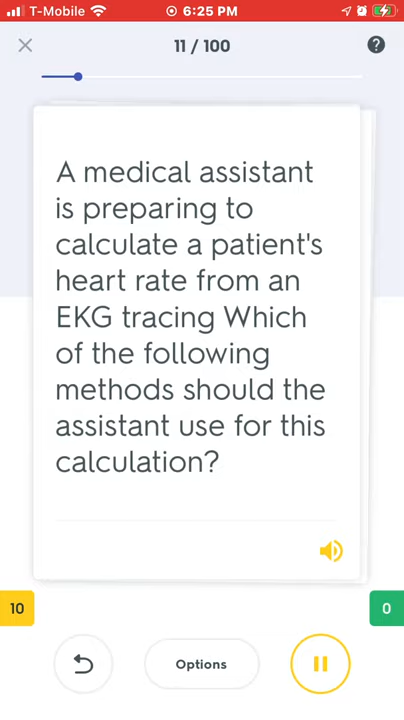 T-Mobile 6:25 PM
11 / 100
?
A medical assistant
is preparing to
calculate a patient's
heart rate from an
EKG tracing Which
of the following
methods should the
assistant use for this
calculation?
10
0
Options